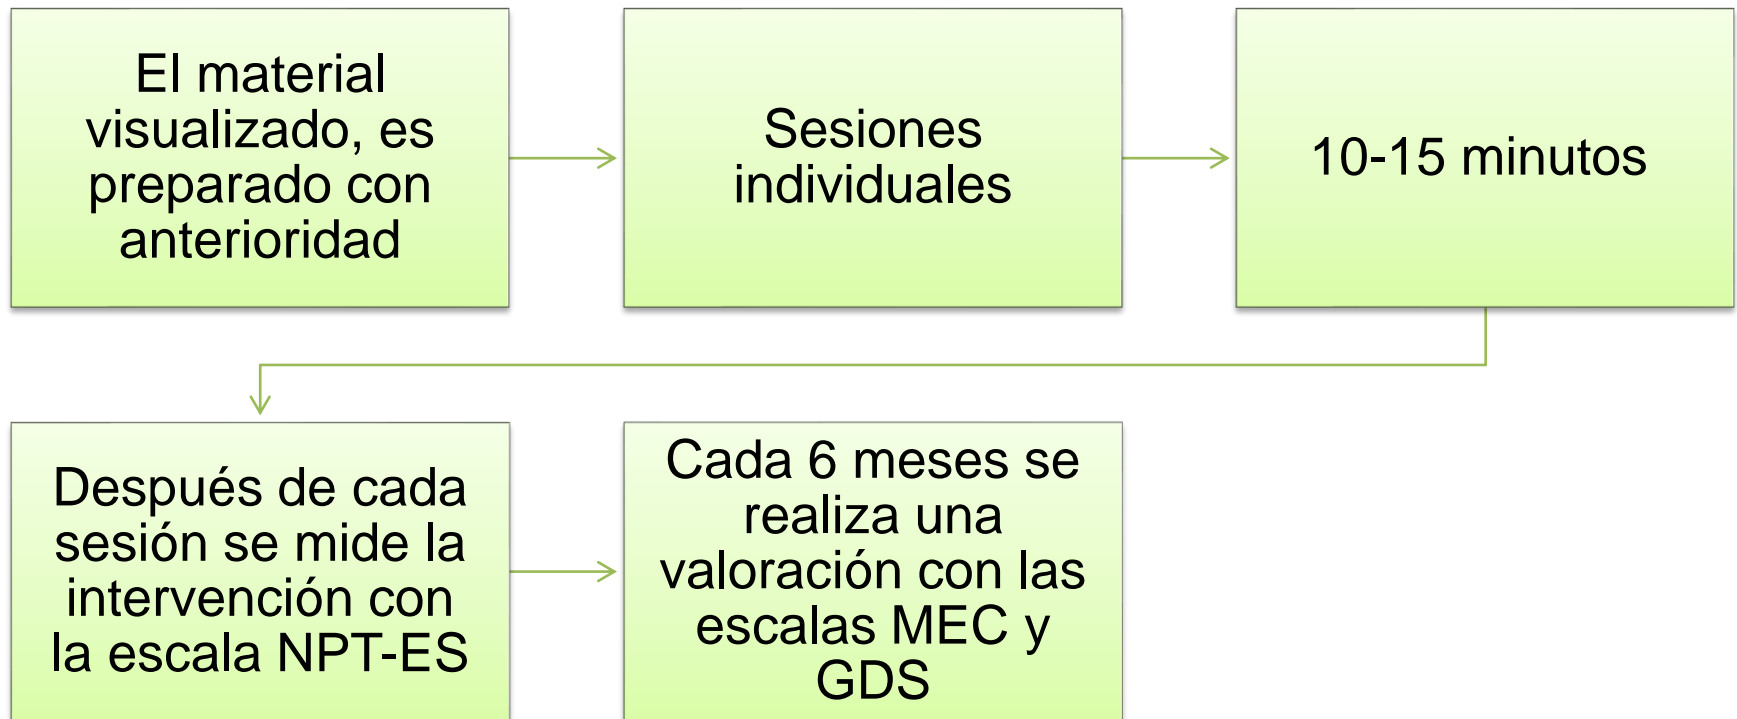 El material
visualizado, es
preparado con
anterioridad
Sesiones
individuales
10-15 minutos
Después de cada
sesión se mide la
intervención con
la escala NPT-ES
Cada 6 meses se
realiza una
valoración con las
escalas MEC y
GDS